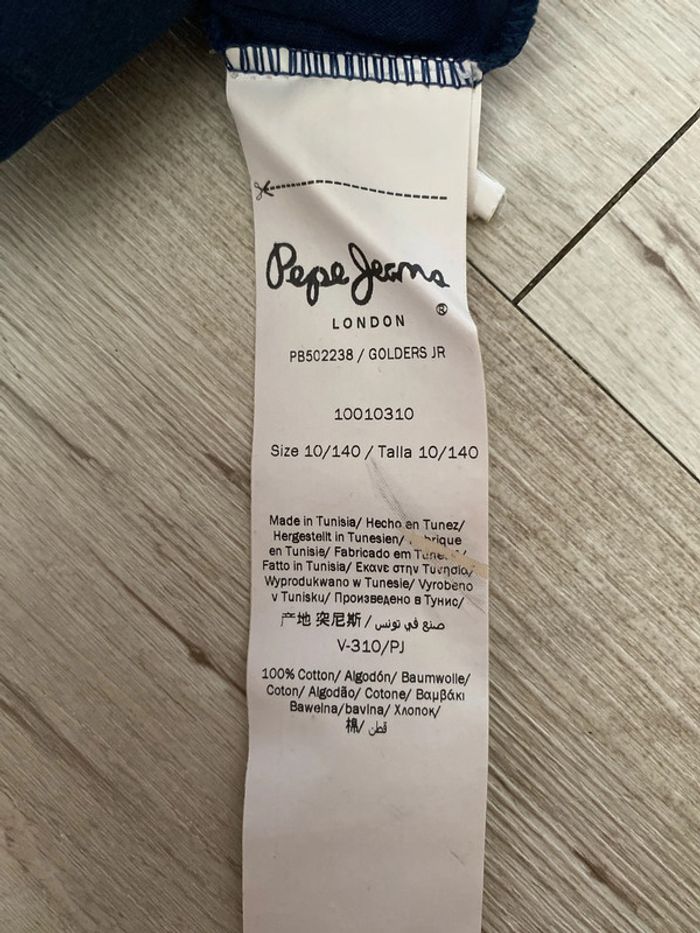 Pepe Jeans
®
LONDON
PB502238 / GOLDERS JR
10010310
Size 10/140 / Talla 10/140
Made in Tunisia/ Hecho en Tunez/
Hergestellt in Tunesien/
en Tunisie/ Fabricado em
Fatto in Tunisia/ Εκανε στην Τυνησία/
Wyprodukwano w Tunesie/ Vyrobeno
v Tunisku/ Произведено в Тунис/
产地 突尼斯 / صنع في تونس/
V-310/PJ
100% Cotton/ Algodón/ Baumwolle/
Coton/ Algodão/ Cotone/ Βαμβάκι
Bawelna/bavlna/ Хлопок/
棉/ قطن